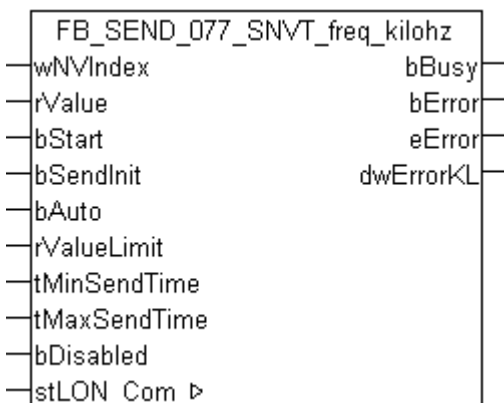 FB_SEND_077_SNVT_freq_kilohz
wNVIndex bBusy
rValue bError
bStart eError
bSendInit dwErrorKL
bAuto
rValueLimit
tMinSendTime
tMaxSendTime
bDisabled
stLON_Com ▷